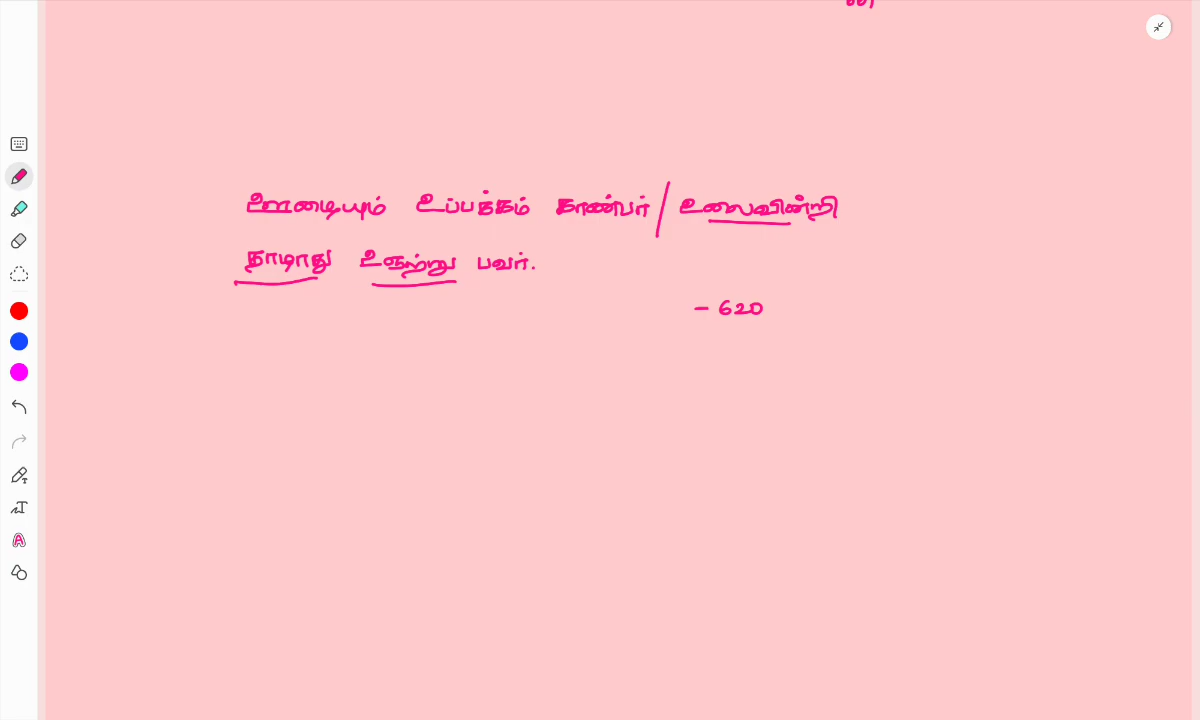 ஊழையும் உப்பக்கம் காண்பர் / உலைவின்றி
தாழாது உஞற்று பவர்.
- 620